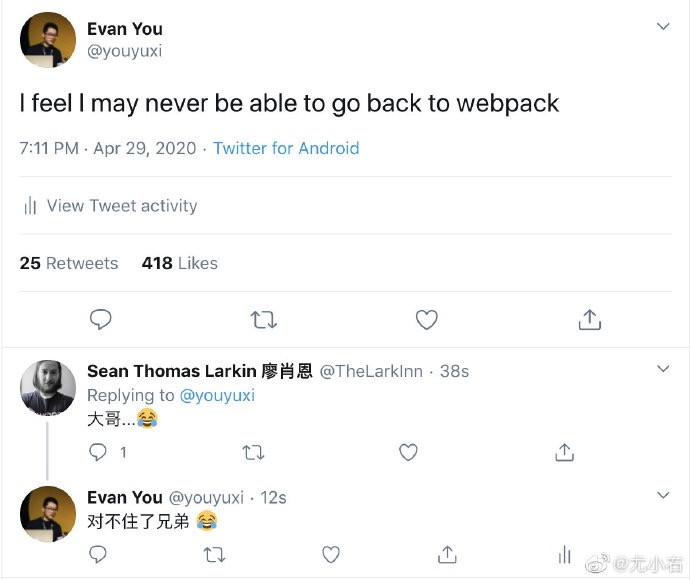 Evan You
@youyuxi
I feel I may never be able to go back to webpack
7:11 PM · Apr 29, 2020 · Twitter for Android
View Tweet activity
25 Retweets 418 Likes
Sean Thomas Larkin 廖肖恩 @TheLarkInn · 38s
Replying to @youyuxi
大哥...😂
1
Evan You @youyuxi · 12s
对不住了兄弟 😂
@尤小右